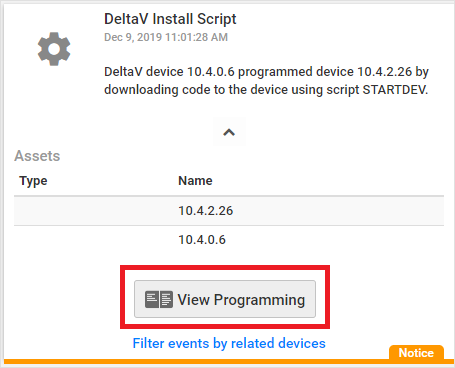 DeltaV Install Script
Dec 9, 2019 11:01:28 AM
DeltaV device 10.4.0.6 programmed device 10.4.2.26 by
downloading code to the device using script STARTDEV.
Assets
Type Name
10.4.2.26
10.4.0.6
View Programming
Filter events by related devices
Notice